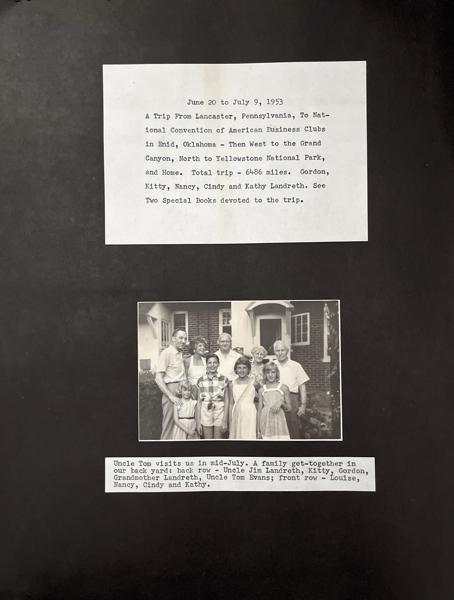 June 20 to July 9, 1953
A Trip From Lancaster, Pennsylvania, To Nat-
ional Convention of American Business Clubs
in Enid, Oklahoma - Then West to the Grand
Canyon, North to Yellowstone National Park,
and Home.  Total trip - 6486 miles.  Gordon,
Kitty, Nancy, Cindy and Kathy Landreth. See
Two Special Books devoted to the trip.
Uncle Tom visits us in mid-July. A family get-together in
our back yard: back row - Uncle Jim Landreth, Kitty, Gordon,
Grandmother Landreth, Uncle Tom Evans; front row - Louise,
Nancy, Cindy and Kathy.